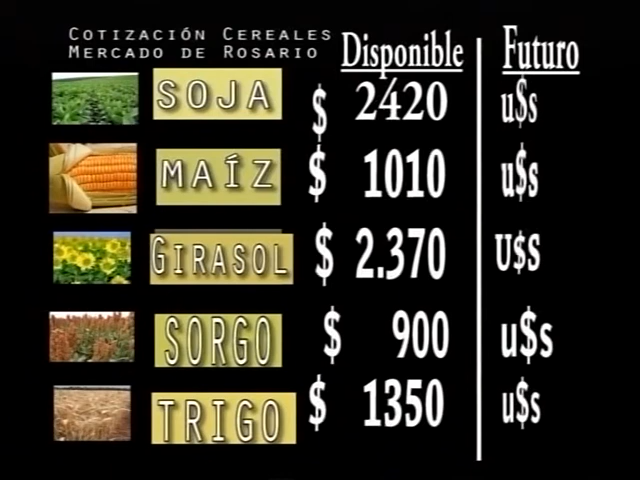 Cotización Cereales
Mercado de Rosario
Disponible
Futuro
SOJA $ 2420 u$s
MAÍZ $ 1010 u$s
GIRASOL $ 2.370 U$S
SORGO $ 900 u$s
TRIGO $ 1350 u$s